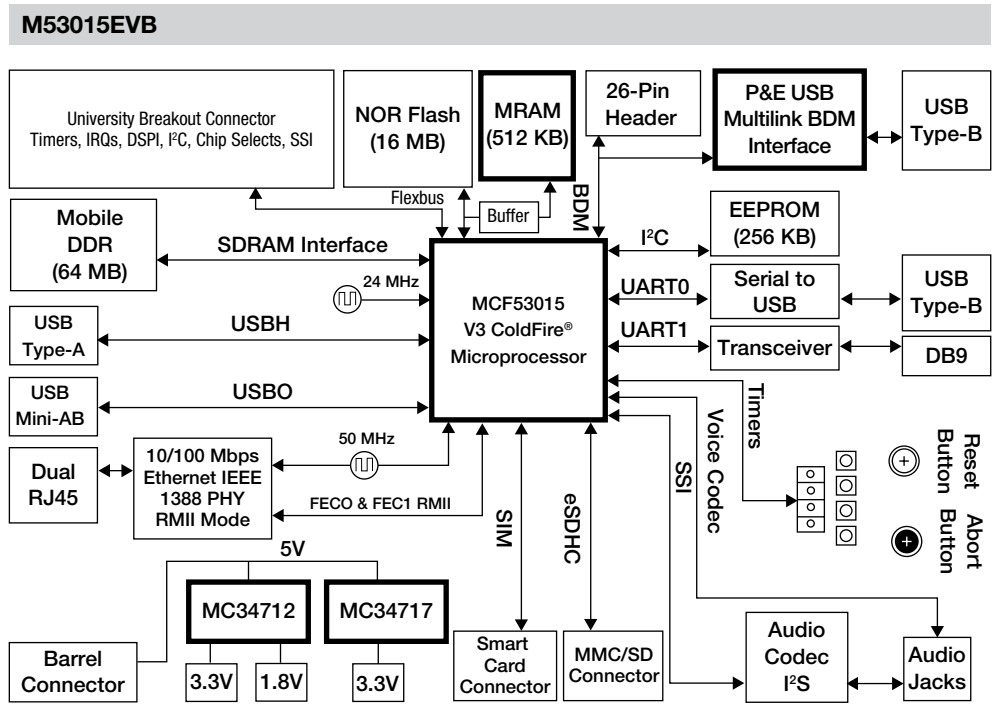 M53015EVB
University Breakout Connector
Timers, IRQs, DSPI, I²C, Chip Selects, SSI
NOR Flash
(16 MB)
MRAM
(512 KB)
26-Pin
Header
P&E USB
Multilink BDM
Interface
USB
Type-B
Flexbus
Buffer
BDM
Mobile
DDR
(64 MB)
SDRAM Interface
I²C
EEPROM
(256 KB)
24 MHz
MCF53015
V3 ColdFire®
Microprocessor
UART0
Serial to
USB
USB
Type-B
USB
Type-A
USBH
UART1
Transceiver
DB9
USB
Mini-AB
USBO
Timers
Voice Codec
SSI
Dual
RJ45
10/100 Mbps
Ethernet IEEE
1388 PHY
RMII Mode
50 MHz
FECO & FEC1 RMII
SIM
eSDHC
Reset
Button
Abort
Button
5V
MC34712
MC34717
Barrel
Connector
3.3V
1.8V
3.3V
Smart
Card
Connector
MMC/SD
Connector
Audio
Codec
I²S
Audio
Jacks